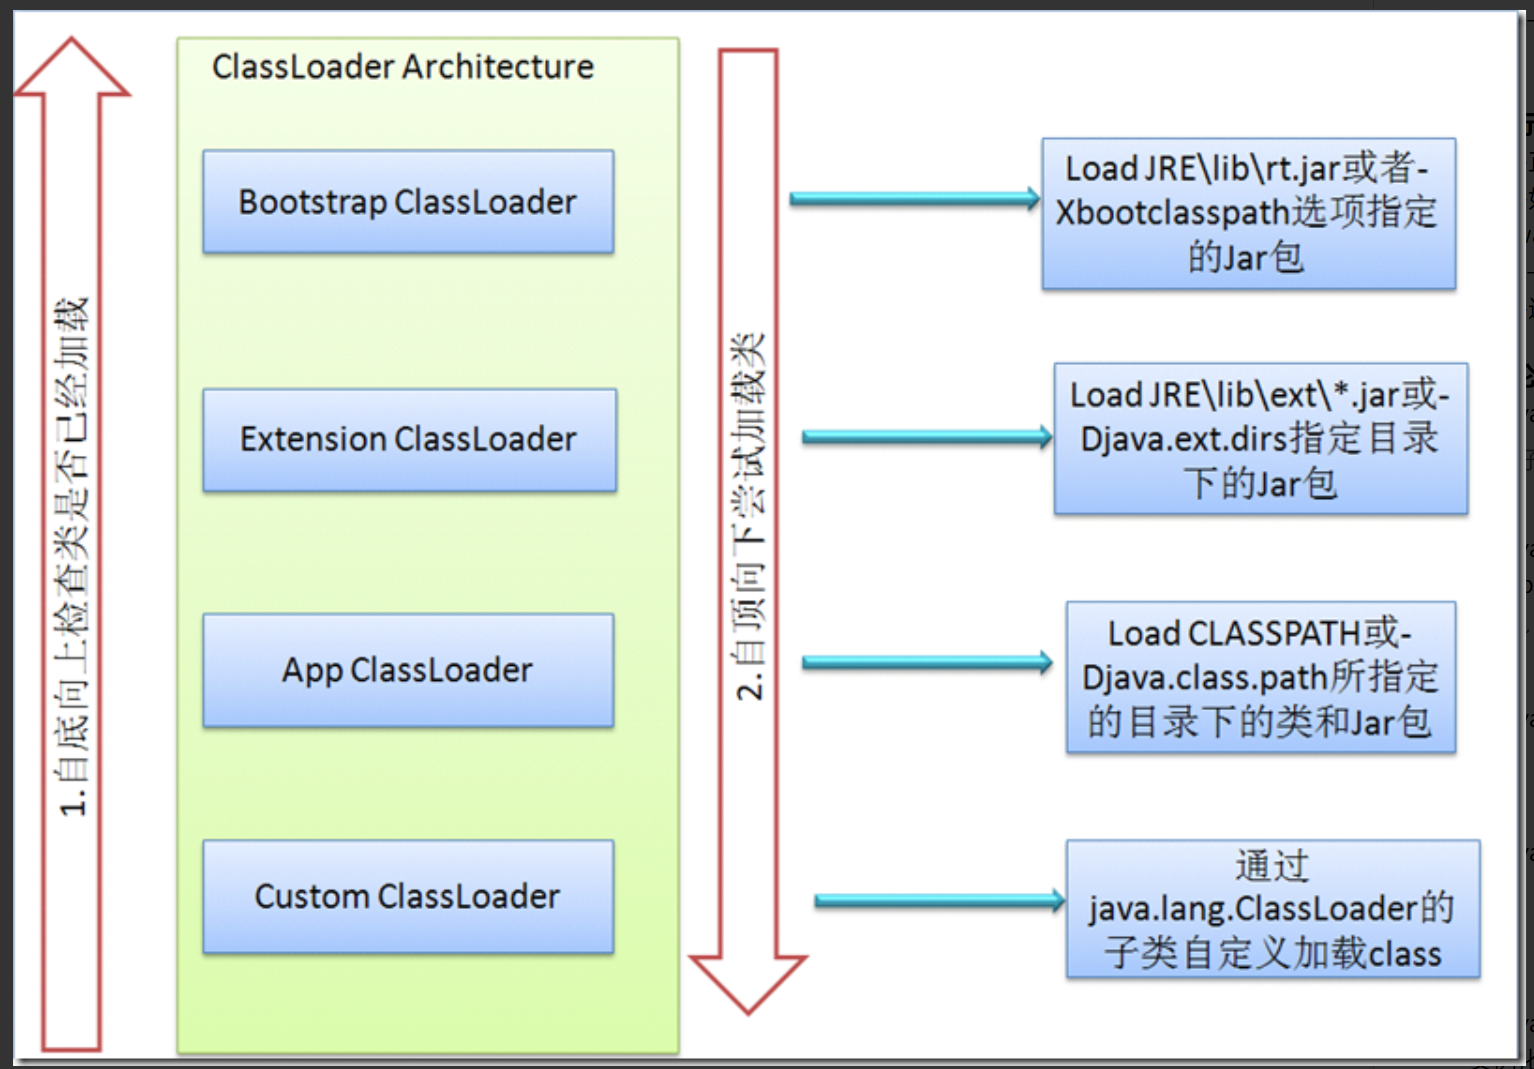 ClassLoader Architecture
1.自底向上检查类是否已经加载
Bootstrap ClassLoader
Extension ClassLoader
App ClassLoader
Custom ClassLoader
2.自顶向下尝试加载类
Load JRE\lib\rt.jar或者-
Xbootclasspath选项指定
的Jar包
Load JRE\lib\ext\*.jar或-
Djava.ext.dirs指定目录
下的Jar包
Load CLASSPATH或-
Djava.class.path所指定
的目录下的类和Jar包
通过
java.lang.ClassLoader的
子类自定义加载class